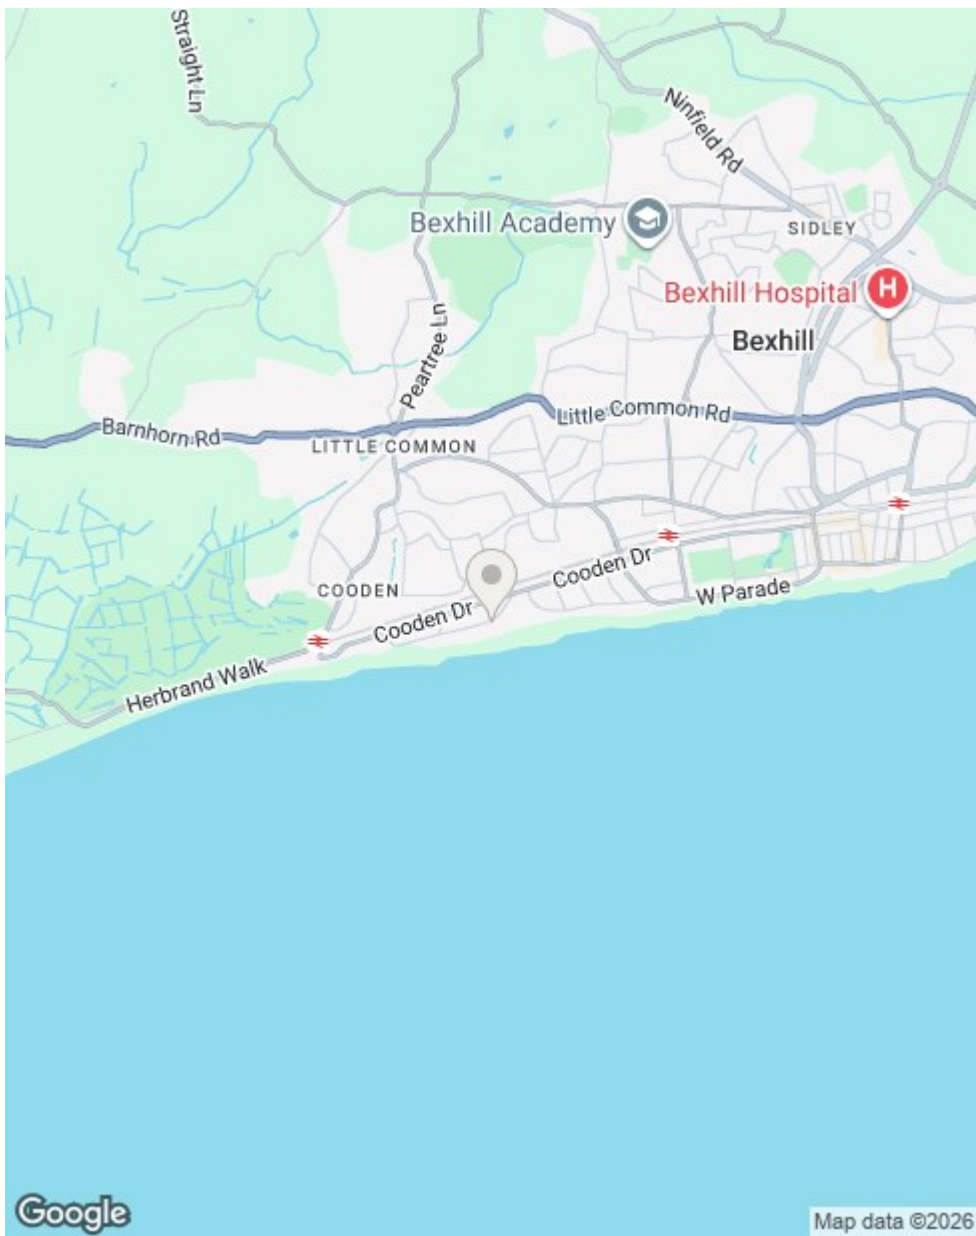 Straight Ln
Ninfield Rd
Bexhill Academy
SIDLEY
Bexhill Hospital
H
Bexhill
Peartree Ln
Little Common Rd
Barnhorn Rd
LITTLE COMMON
Cooden Dr
COODEN
W Parade
Cooden Dr
Herbrand Walk
Google
Map data ©2026